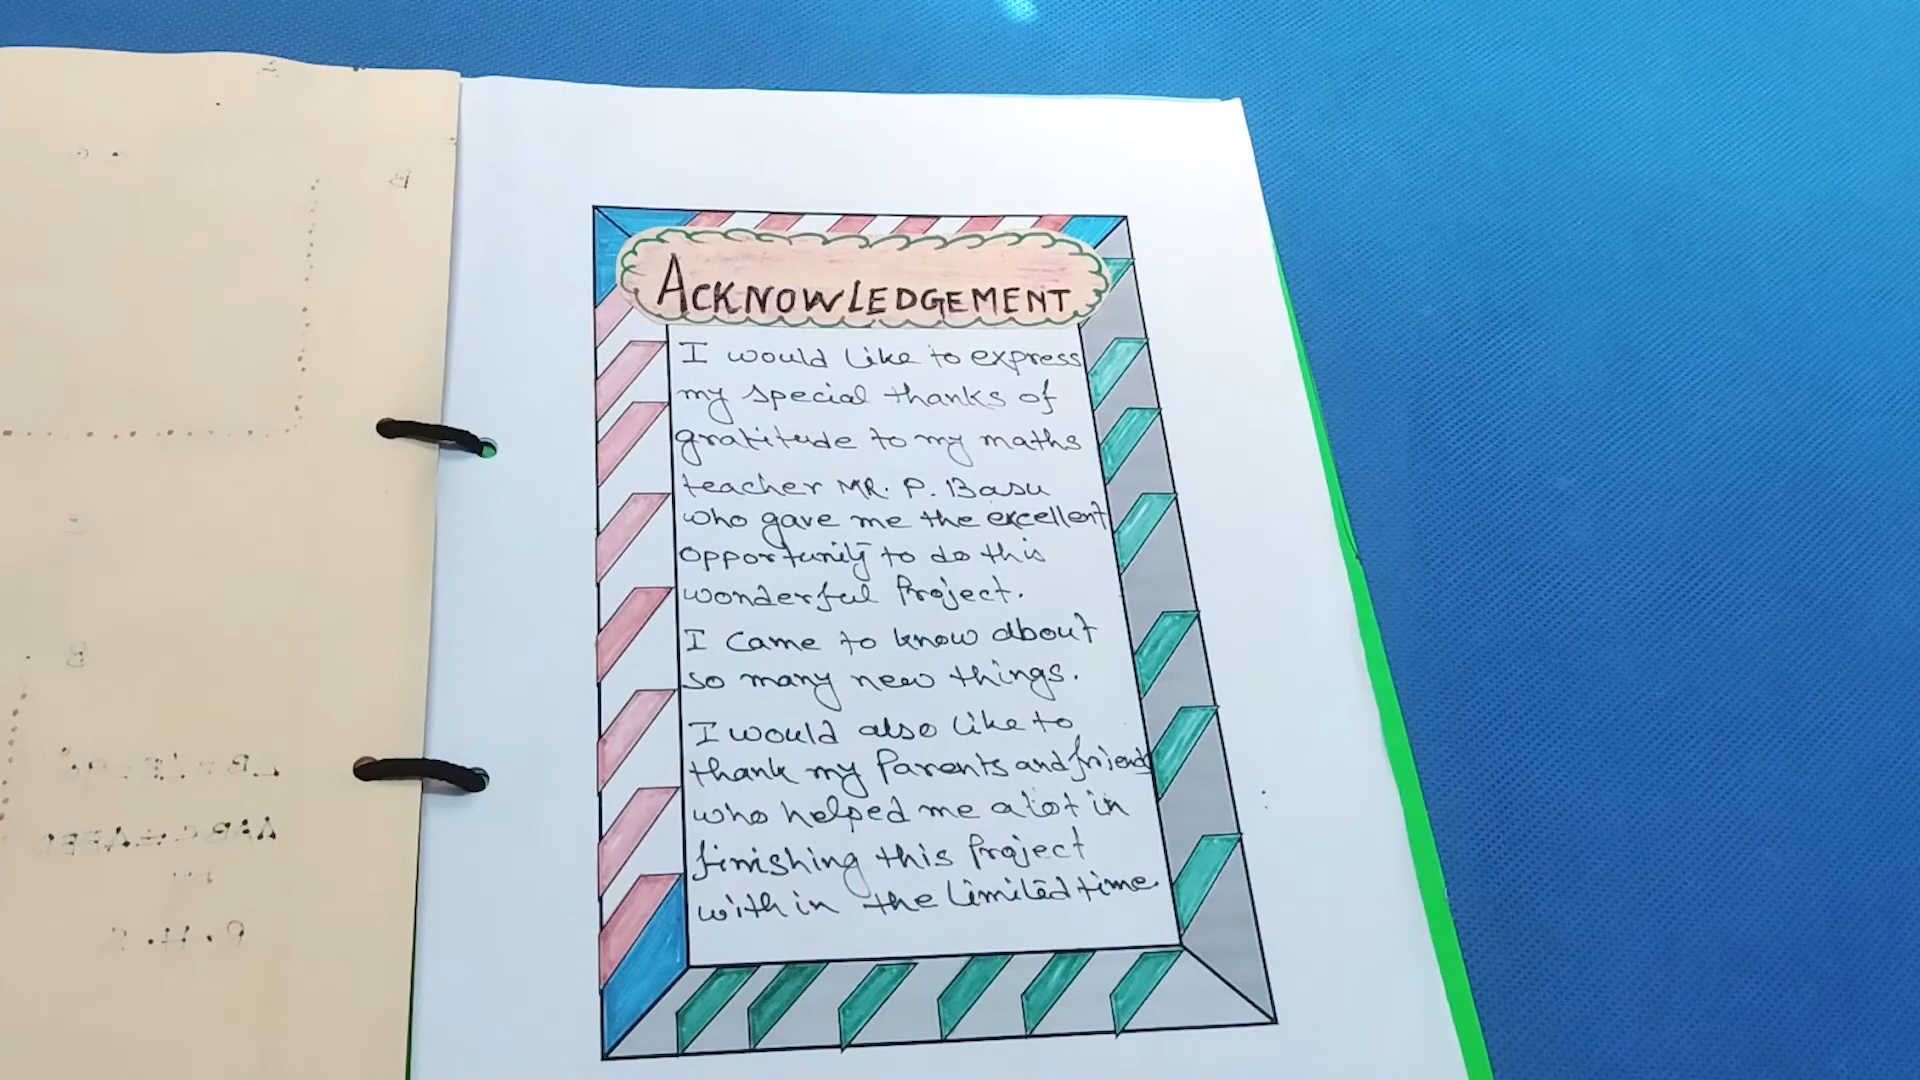 ACKNOWLEDGEMENT
I would like to express
my special thanks of
gratitude to my maths
teacher MR. P. Basu
who gave me the excellent
opportunity to do this
wonderful Project.
I came to know about
so many new things.
I would also like to
thank my Parents and friends
who helped me a lot in
finishing this Project
with in the limited time.